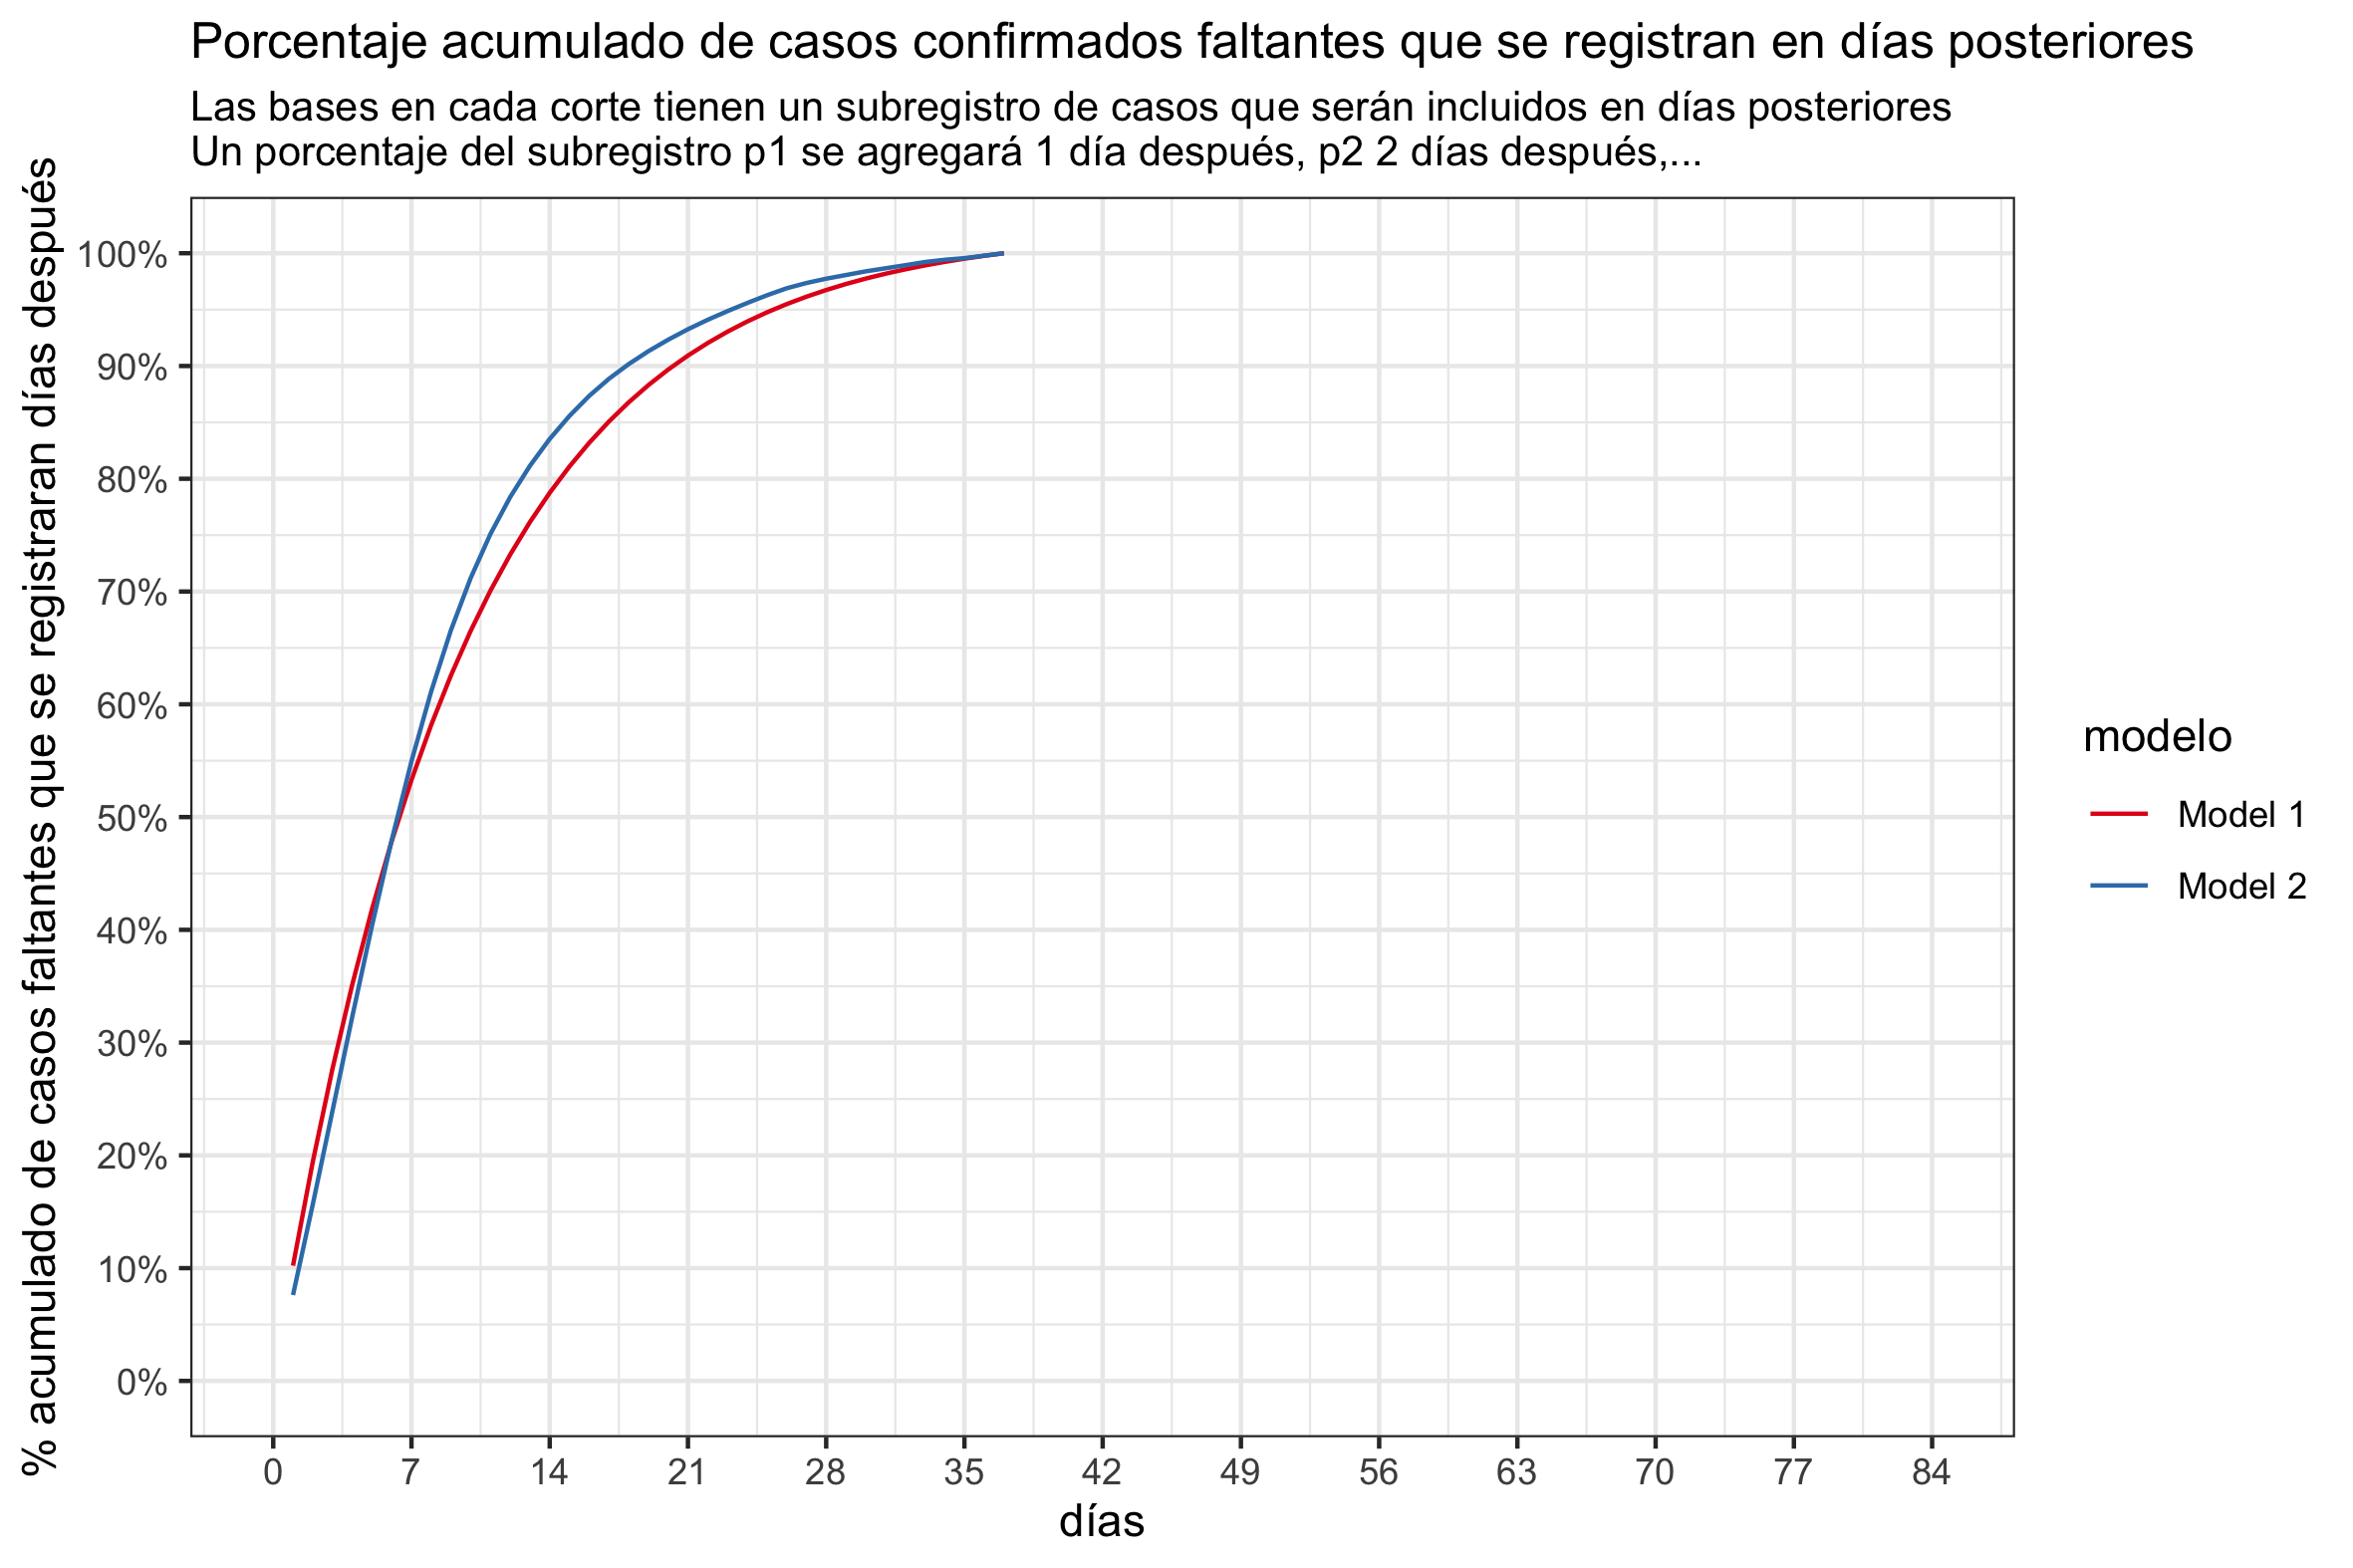 Porcentaje acumulado de casos confirmados faltantes que se registran en días posteriores
Las bases en cada corte tienen un subregistro de casos que serán incluidos en días posteriores
Un porcentaje del subregistro p1 se agregará 1 día después, p2 2 días después,...
% acumulado de casos faltantes que se registraran días después
100%
90%
80%
70%
60%
50%
40%
30%
20%
10%
0%
0 7 14 21 28 35 42 49 56 63 70 77 84
días
modelo
Model 1
Model 2